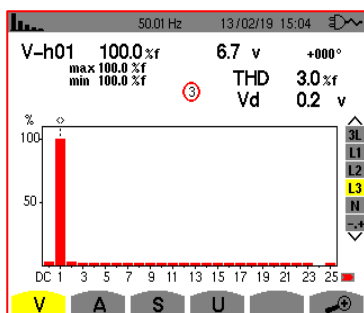 50.01 Hz 13/02/19 15:04
V-h01 100.0 %f 6.7 v +000°
max 100.0 %f
min 100.0 %f
THD 3.0 %f
3
Vd 0.2 v
%
100
50
DC 1 3 5 7 9 11 13 15 17 19 21 23 25
3L
L1
L2
L3
N
-.+
V A S U